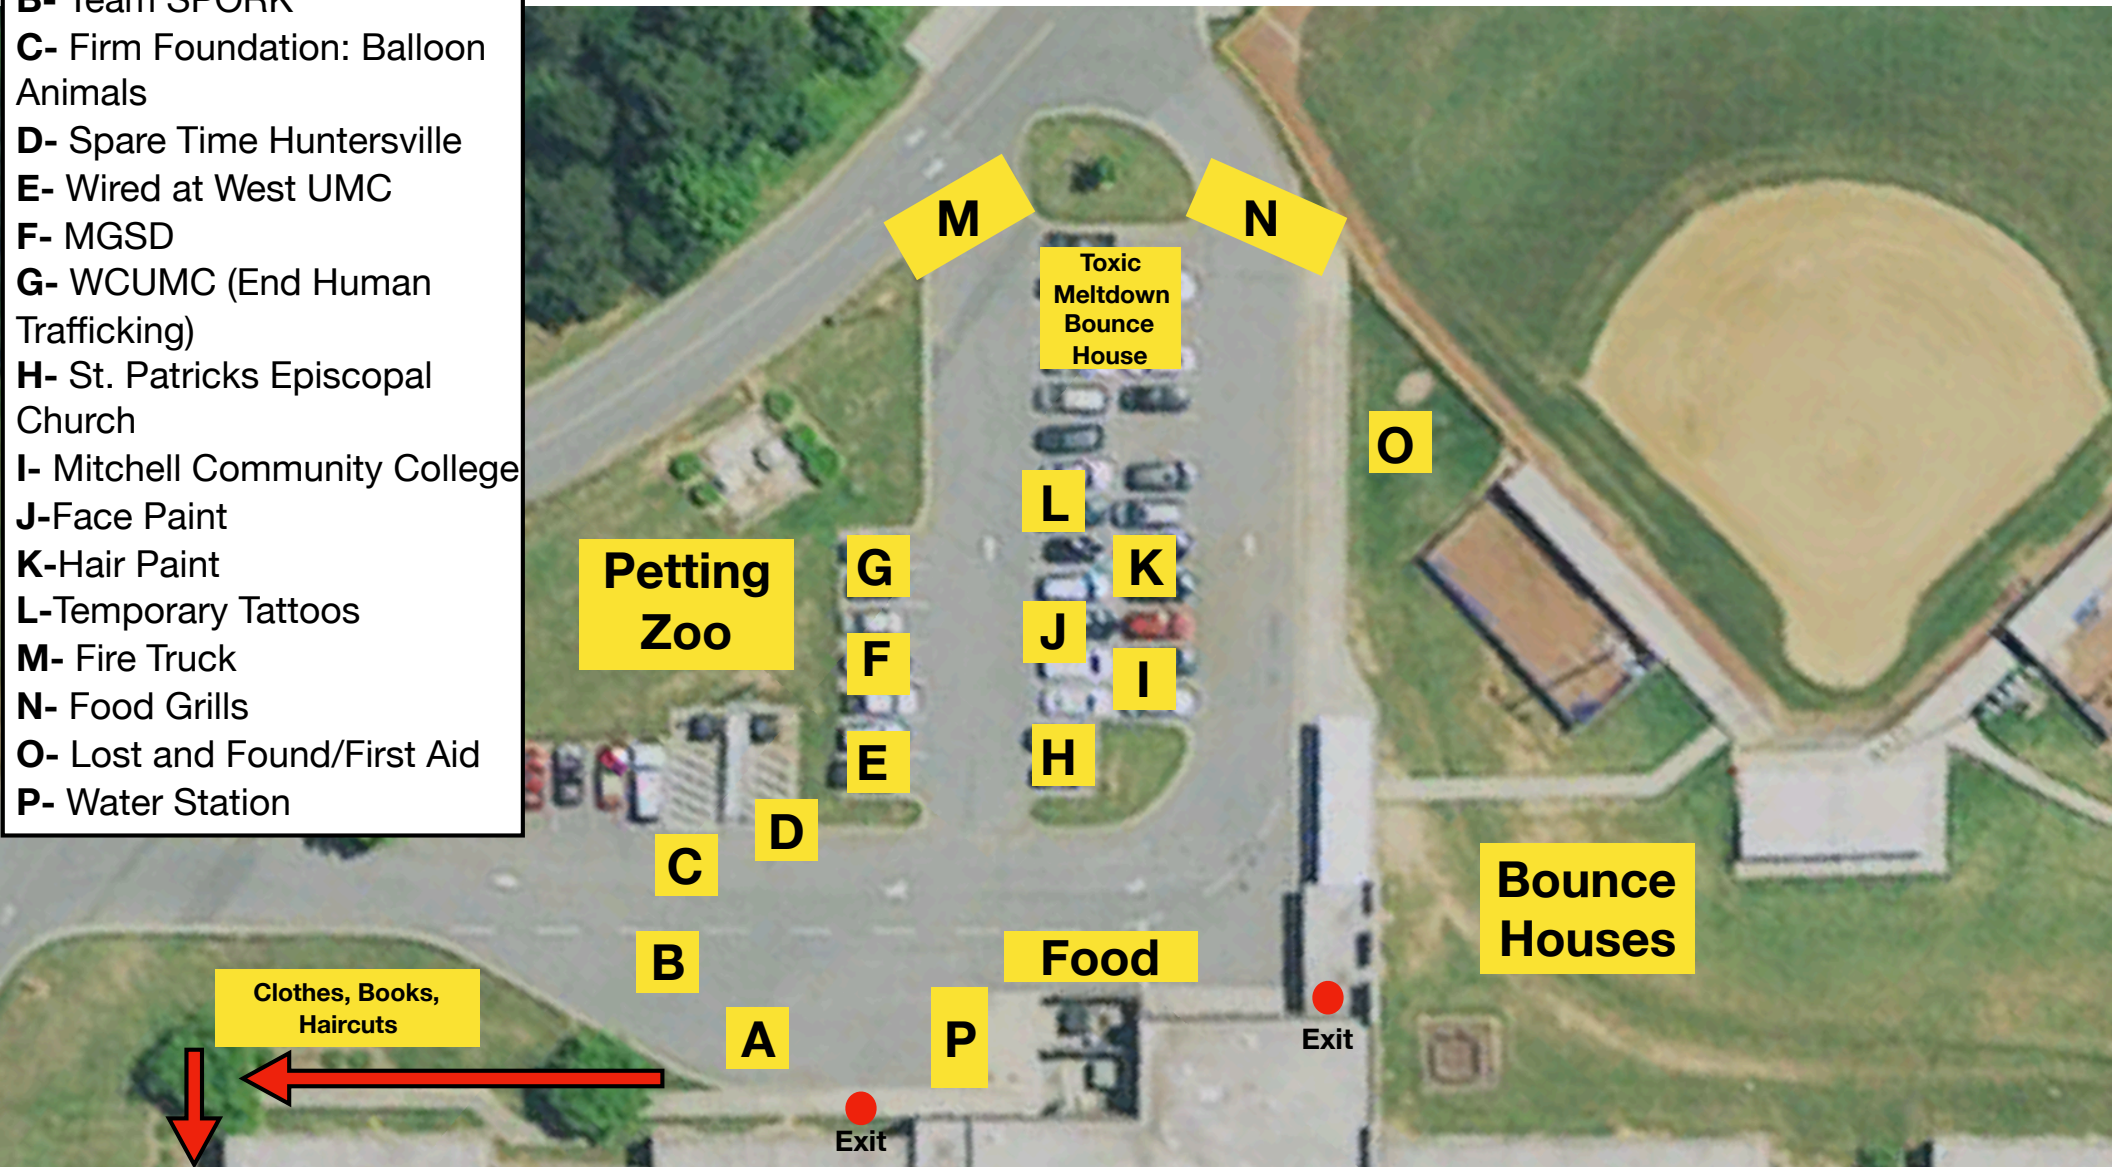 B- Team SPORK
C- Firm Foundation: Balloon
Animals
D- Spare Time Huntersville
E- Wired at West UMC
F- MGSD
G- WCUMC (End Human
Trafficking)
H- St. Patricks Episcopal
Church
I- Mitchell Community College
J-Face Paint
K-Hair Paint
L-Temporary Tattoos
M- Fire Truck
N- Food Grills
O- Lost and Found/First Aid
P- Water Station
M
N
Toxic
Meltdown
Bounce
House
O
L
G
K
Petting
Zoo
J
F
I
E
H
D
C
Bounce
Houses
B
Food
Clothes, Books,
Haircuts
A
P
Exit
Exit